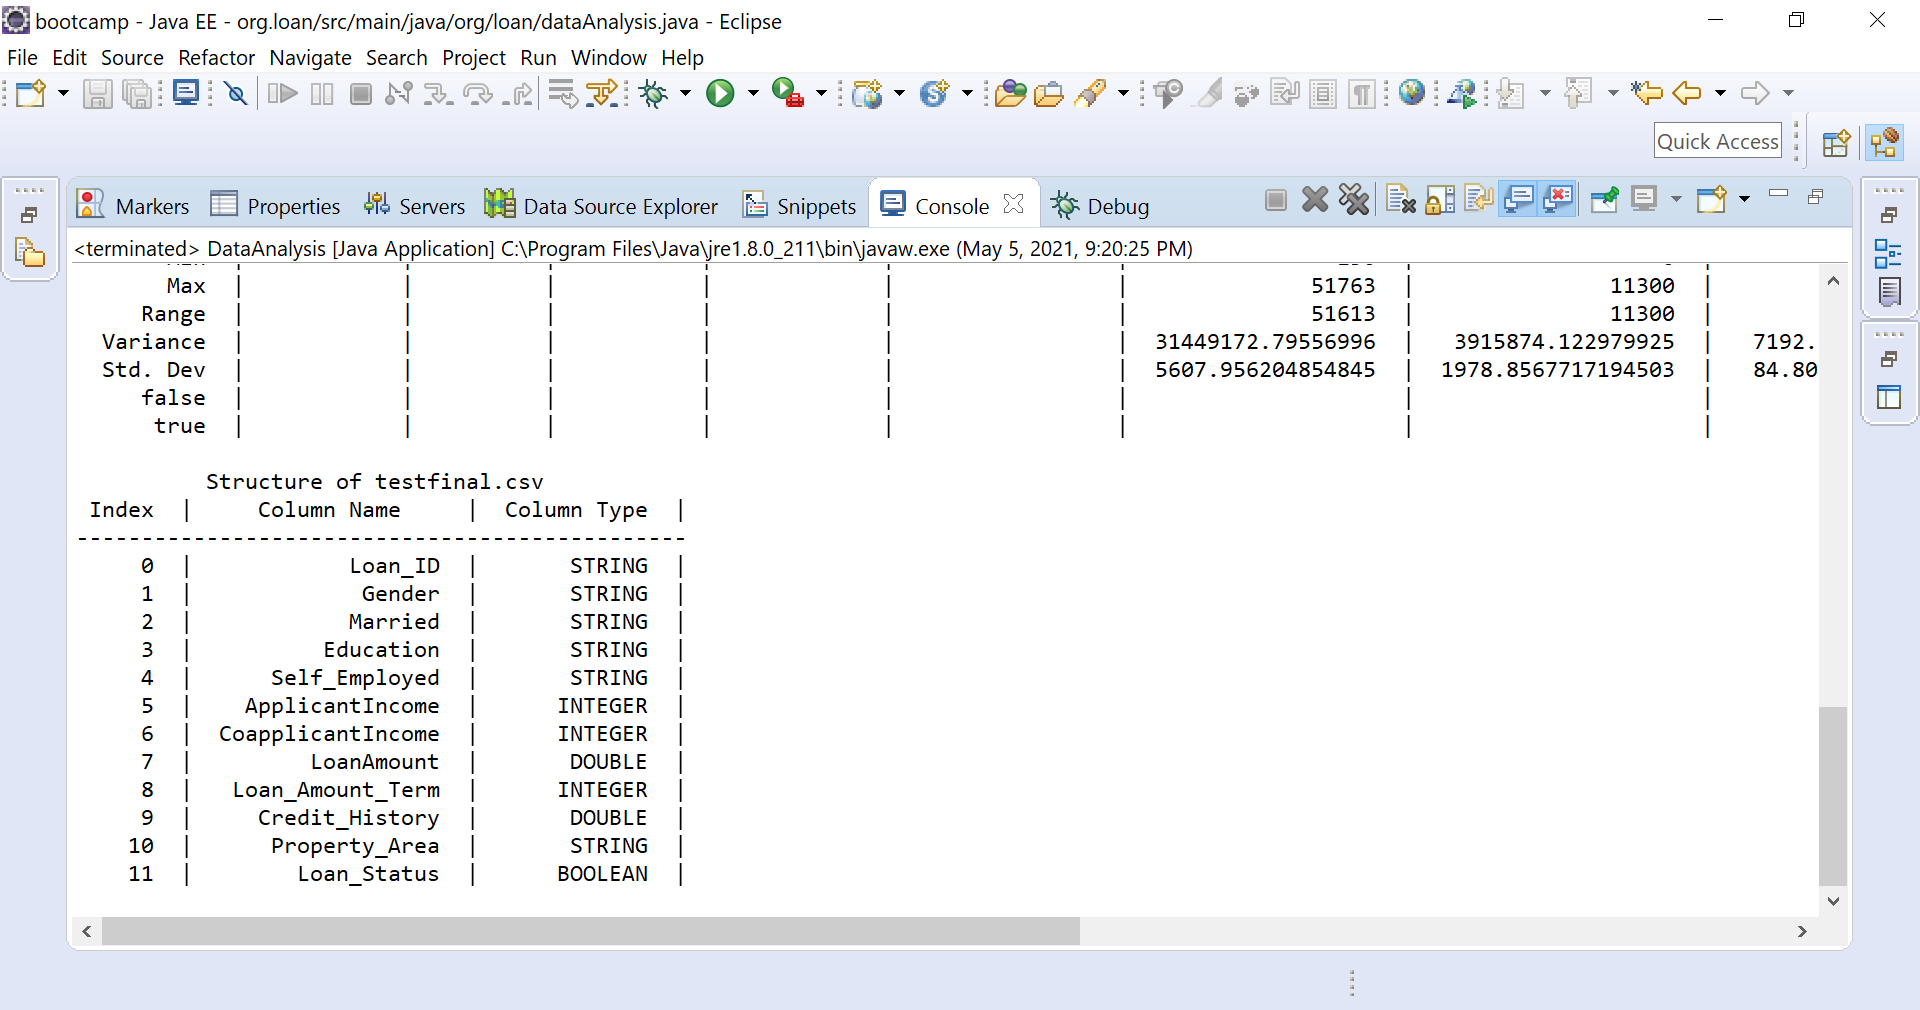 bootcamp - Java EE - org.loan/src/main/java/org/loan/dataAnalysis.java - Eclipse
File Edit Source Refactor Navigate Search Project Run Window Help
Quick Access
Markers Properties Servers Data Source Explorer Snippets Console Debug
<terminated> DataAnalysis [Java Application] C:\Program Files\Java\jre1.8.0_211\bin\javaw.exe (May 5, 2021, 9:20:25 PM)
Max | | | | | | 51763 | 11300 |
Range | | | | | | 51613 | 11300 |
Variance | | | | | | 31449172.79556996 | 3915874.122979925 | 7192.
Std. Dev | | | | | | 5607.956204854845 | 1978.8567717194503 | 84.80
false | | | | | | | |
true | | | | | | | |
Structure of testfinal.csv
Index | Column Name | Column Type |
-----------------------------------------------
0 | Loan_ID | STRING |
1 | Gender | STRING |
2 | Married | STRING |
3 | Education | STRING |
4 | Self_Employed | STRING |
5 | ApplicantIncome | INTEGER |
6 | CoapplicantIncome | INTEGER |
7 | LoanAmount | DOUBLE |
8 | Loan_Amount_Term | INTEGER |
9 | Credit_History | DOUBLE |
10 | Property_Area | STRING |
11 | Loan_Status | BOOLEAN |